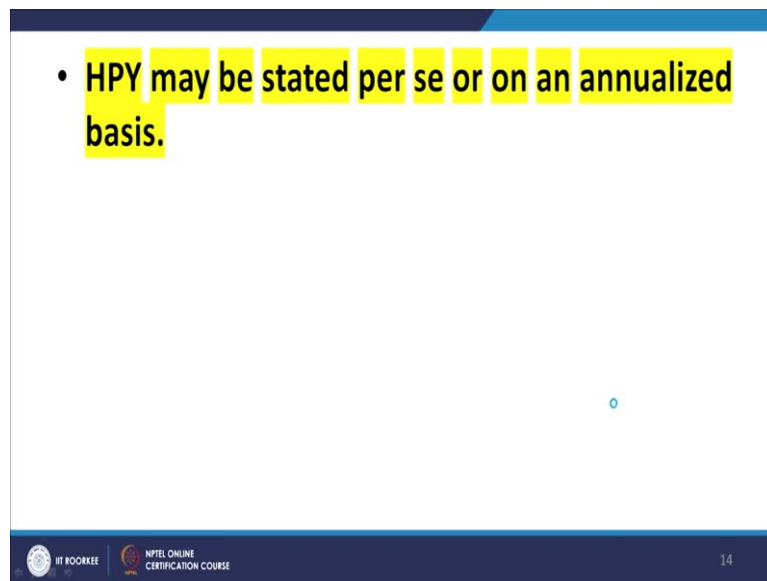 • HPY may be stated per se or on an annualized
basis.
IIT ROORKEE
NPTEL ONLINE
CERTIFICATION COURSE
14